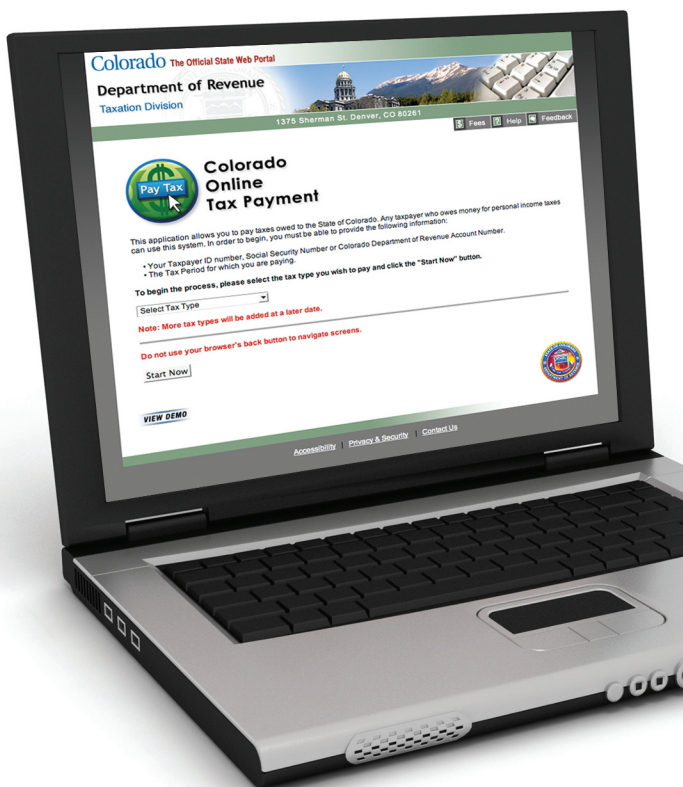 Colorado The Official State Web Portal
Department of Revenue
Taxation Division
1375 Sherman St. Denver, CO 80261
$ Fees ? Help Feedback
Pay Tax
Colorado
Online
Tax Payment
This application allows you to pay taxes owed to the State of Colorado. Any taxpayer who owes money for personal income taxes
can use this system. In order to begin, you must be able to provide the following information:
• Your Taxpayer ID number, Social Security Number or Colorado Department of Revenue Account Number.
• The Tax Period for which you are paying.
To begin the process, please select the tax type you wish to pay and click the "Start Now" button.
Select Tax Type
Note: More tax types will be added at a later date.
Do not use your browser's back button to navigate screens.
Start Now
VIEW DEMO
Accessibility | Privacy & Security | Contact Us